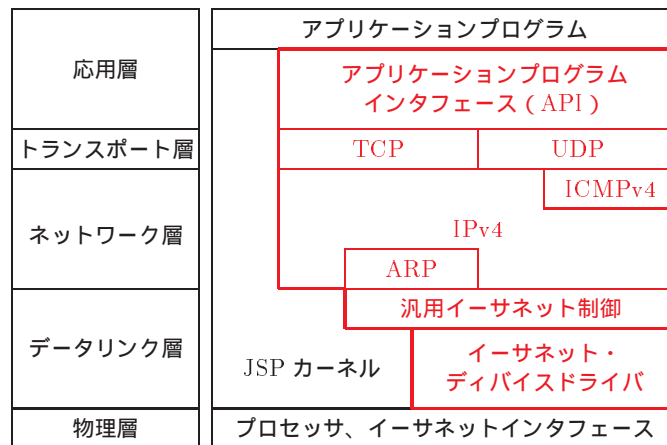 アプリケーションプログラム
応用層
アプリケーションプログラム
インタフェース ( API )
トランスポート層
TCP
UDP
ICMPv4
ネットワーク層
IPv4
ARP
汎用イーサネット制御
データリンク層
JSP カーネル
イーサネット・
ディバイスドライバ
物理層
プロセッサ、イーサネットインタフェース